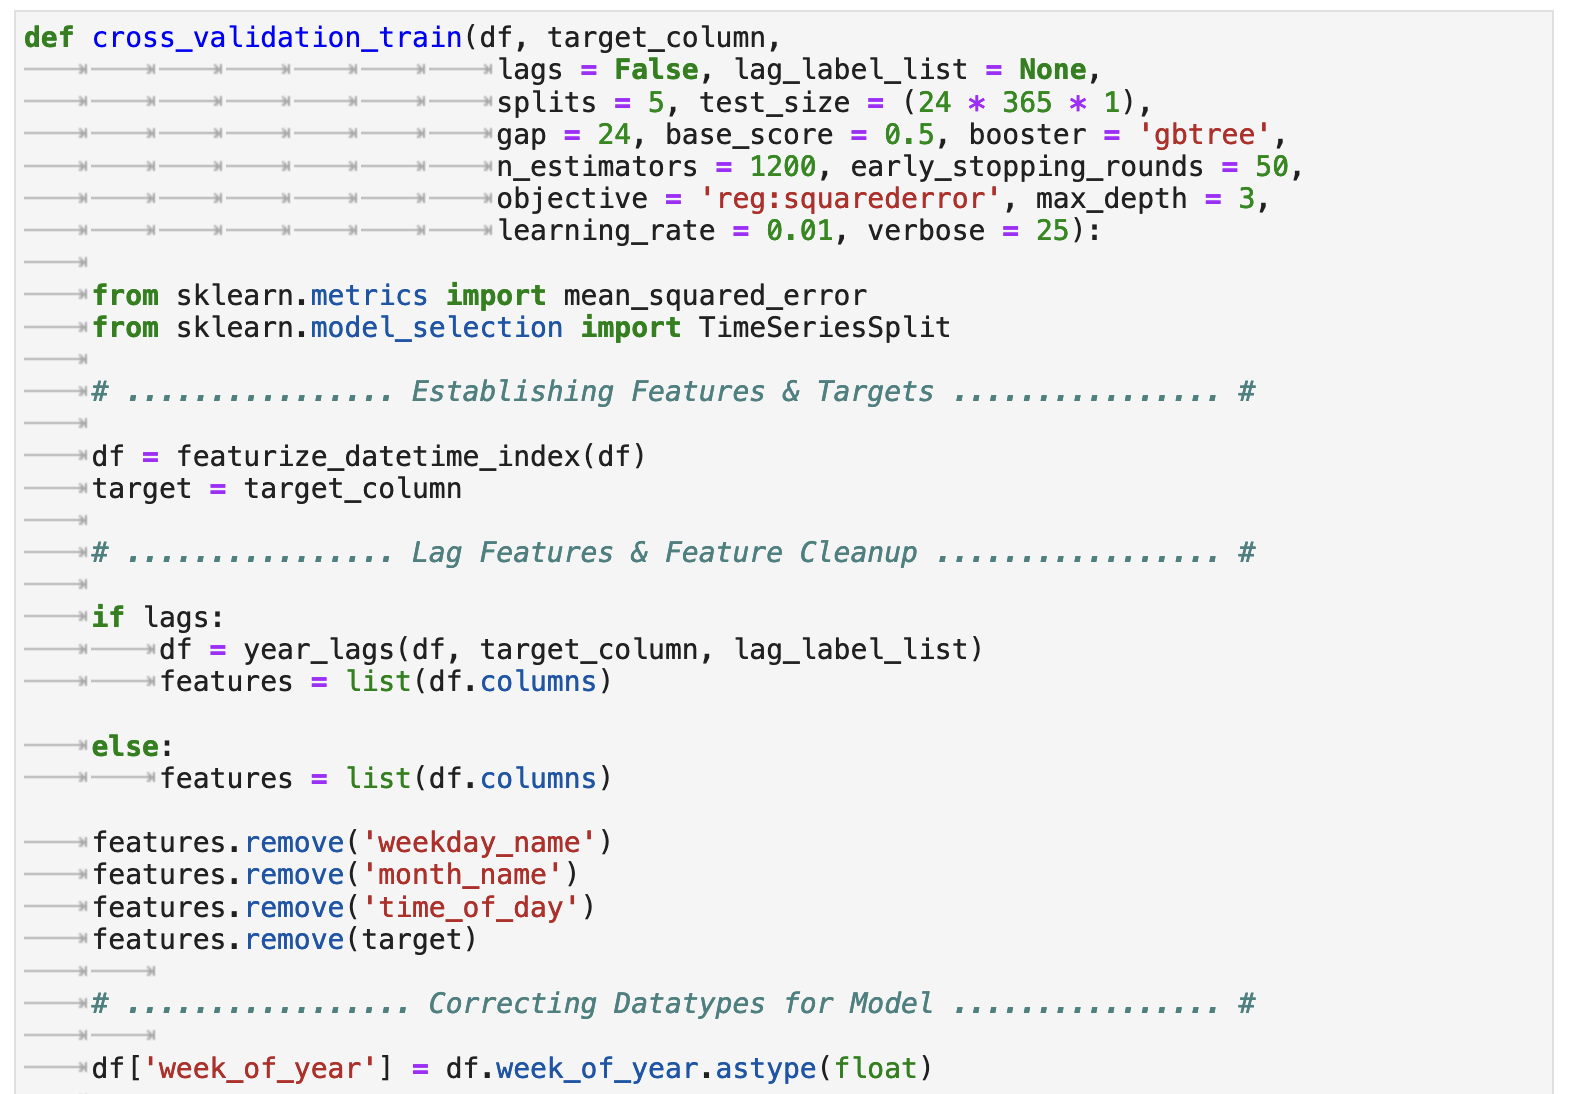 def cross_validation_train(df, target_column,
lags = False, lag_label_list = None,
splits = 5, test_size = (24 * 365 * 1),
gap = 24, base_score = 0.5, booster = 'gbtree',
n_estimators = 1200, early_stopping_rounds = 50,
objective = 'reg:squarederror', max_depth = 3,
learning_rate = 0.01, verbose = 25):
from sklearn.metrics import mean_squared_error
from sklearn.model_selection import TimeSeriesSplit
# ................ Establishing Features & Targets ................ #
df = featurize_datetime_index(df)
target = target_column
# ................ Lag Features & Feature Cleanup ................. #
if lags:
df = year_lags(df, target_column, lag_label_list)
features = list(df.columns)
else:
features = list(df.columns)
features.remove('weekday_name')
features.remove('month_name')
features.remove('time_of_day')
features.remove(target)
# ................. Correcting Datatypes for Model ................ #
df['week_of_year'] = df.week_of_year.astype(float)